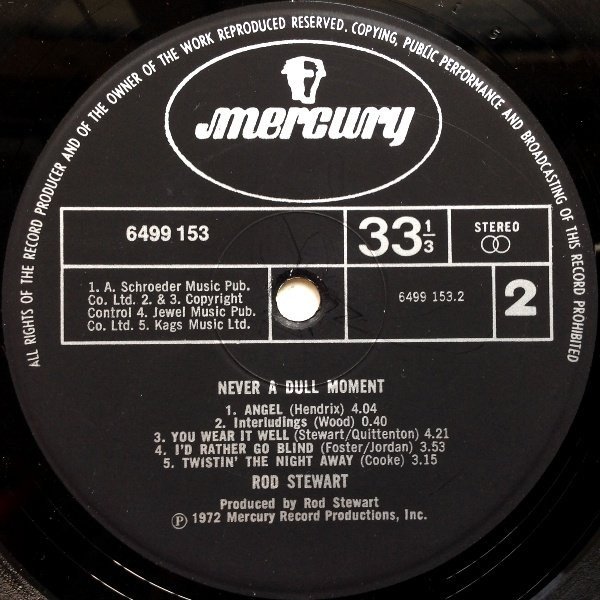 ALL RIGHTS OF THE RECORD PRODUCER AND OF THE OWNER OF THE WORK REPRODUCED RESERVED. COPYING, PUBLIC PERFORMANCE AND BROADCASTING OF THIS RECORD PROHIBITED
mercury
6499 153
33 1/3
STEREO
1. A. Schroeder Music Pub.
Co. Ltd. 2. & 3. Copyright
Control 4. Jewel Music Pub.
Co. Ltd. 5. Kags Music Ltd.
6499 153.2
2
NEVER A DULL MOMENT
1. ANGEL (Hendrix) 4.04
2. Interludings (Wood) 0.40
3. YOU WEAR IT WELL (Stewart/Quittenton) 4.21
4. I'D RATHER GO BLIND (Foster/Jordan) 3.53
5. TWISTIN' THE NIGHT AWAY (Cooke) 3.15
ROD STEWART
Produced by Rod Stewart
Ⓟ 1972 Mercury Record Productions, Inc.